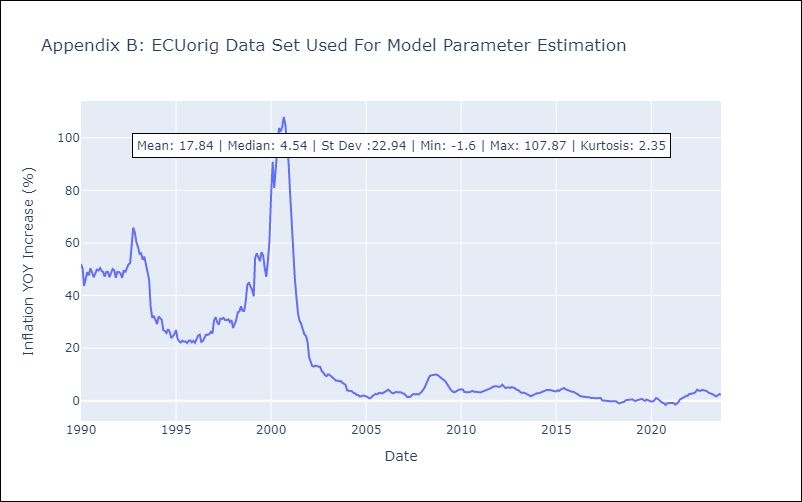 Appendix B: ECUorig Data Set Used For Model Parameter Estimation
Mean: 17.84 | Median: 4.54 | St Dev :22.94 | Min: -1.6 | Max: 107.87 | Kurtosis: 2.35
Inflation YOY Increase (%)
100
80
60
40
20
0
1990 1995 2000 2005 2010 2015 2020
Date